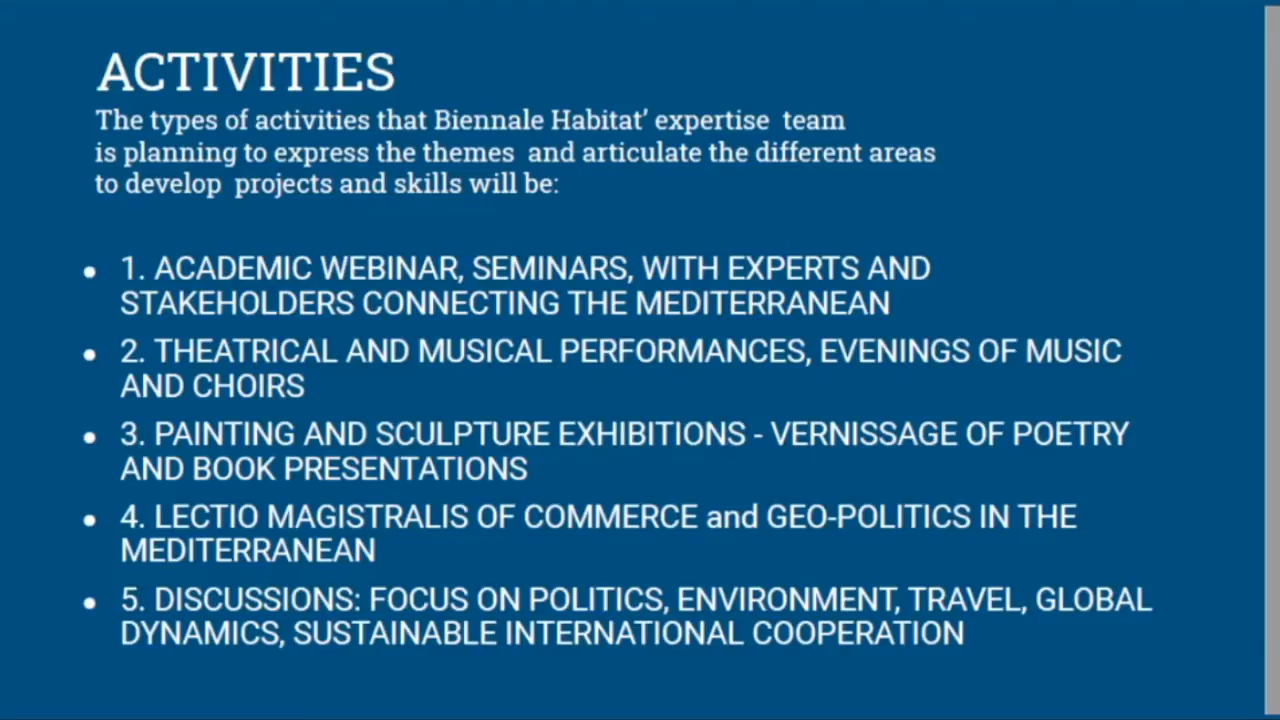 ACTIVITIES
The types of activities that Biennale Habitat’ expertise team
is planning to express the themes and articulate the different areas
to develop projects and skills will be:
• 1. ACADEMIC WEBINAR, SEMINARS, WITH EXPERTS AND
STAKEHOLDERS CONNECTING THE MEDITERRANEAN
• 2. THEATRICAL AND MUSICAL PERFORMANCES, EVENINGS OF MUSIC
AND CHOIRS
• 3. PAINTING AND SCULPTURE EXHIBITIONS - VERNISSAGE OF POETRY
AND BOOK PRESENTATIONS
• 4. LECTIO MAGISTRALIS OF COMMERCE and GEO-POLITICS IN THE
MEDITERRANEAN
• 5. DISCUSSIONS: FOCUS ON POLITICS, ENVIRONMENT, TRAVEL, GLOBAL
DYNAMICS, SUSTAINABLE INTERNATIONAL COOPERATION